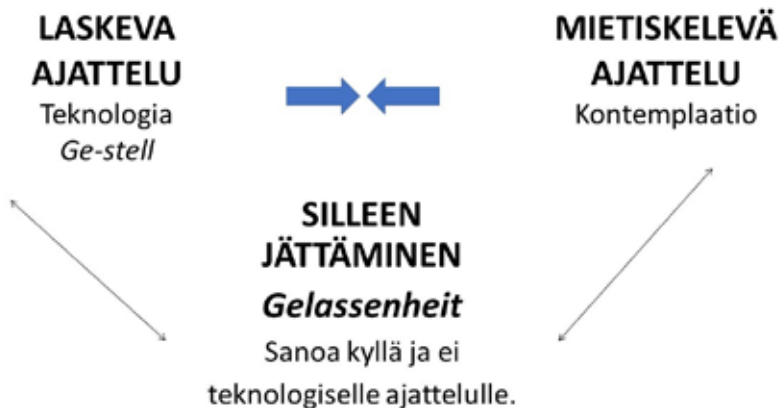 LASKEVA
AJATTELU
Teknologia
Ge-stell
MIETISKELEVÄ
AJATTELU
Kontemplaatio
SILLEEN
JÄTTÄMINEN
Gelassenheit
Sanoa kyllä ja ei
teknologiselle ajattelulle.